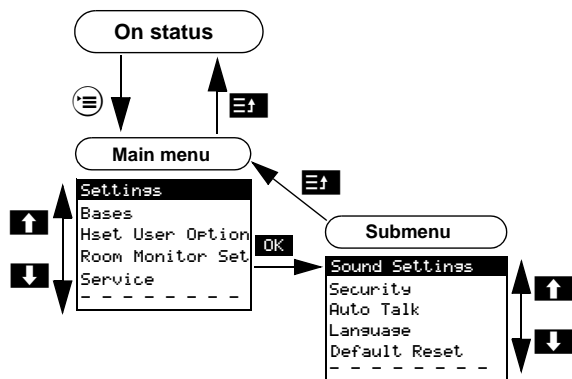 On status
Main menu
Settings
Bases
Hset User Option
Room Monitor Set
Service
- - - - - - - -
OK
Submenu
Sound Settings
Security
Auto Talk
Language
Default Reset
- - - - - - - -